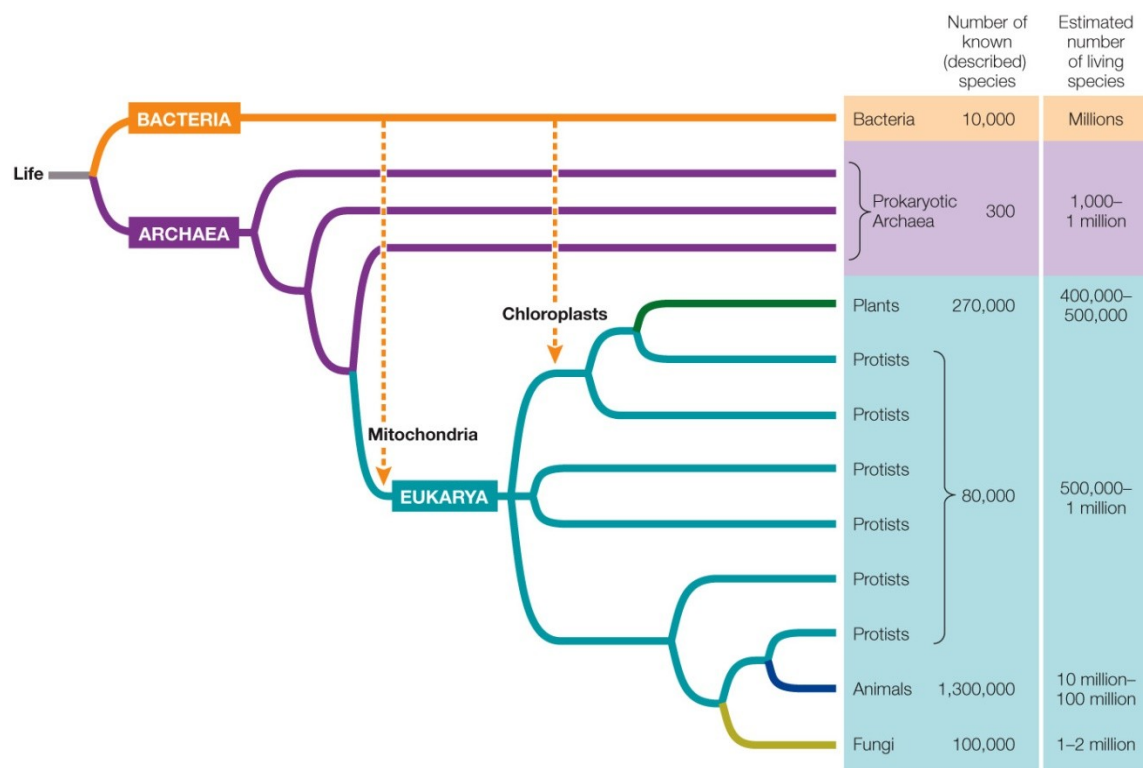 Number of
known
(described)
species
Estimated
number
of living
species
BACTERIA
Bacteria 10,000 Millions
Life
ARCHAEA
Prokaryotic
Archaea
300
1,000–
1 million
Chloroplasts
Plants 270,000
400,000–
500,000
Protists
Protists
Mitochondria
EUKARYA
Protists
80,000
500,000–
1 million
Protists
Protists
Protists
Animals 1,300,000
10 million–
100 million
Fungi 100,000 1–2 million